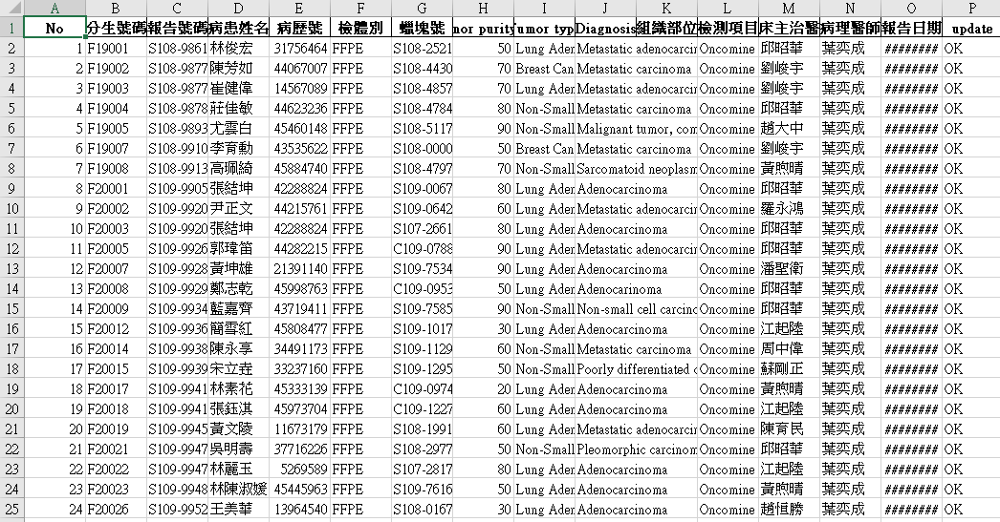 A B C D E F G H I J K L M N O P
1 No 分生號碼 報告號碼 病患姓名 病歷號 檢體別 蠟塊號 nor purity umor typ Diagnosis 組織部位 檢測項目 床主治醫 病理醫師 報告日期 update
2 1 F19001 S108-9861 林俊宏 31756464 FFPE S108-2521 50 Lung Ader Metastatic adenocarcir Oncomine 邱昭華 葉奕成 ######## OK
3 2 F19002 S108-9877 陳芳如 44067007 FFPE S108-4430 70 Breast Can Metastatic carcinoma Oncomine 劉峻宇 葉奕成 ######## OK
4 3 F19003 S108-9877 崔健偉 14567089 FFPE S108-4857 70 Lung Ader Metastatic adenocarcir Oncomine 劉峻宇 葉奕成 ######## OK
5 4 F19004 S108-9878 莊佳敏 44623236 FFPE S108-4784 80 Non-Small Metastatic carcinoma Oncomine 邱昭華 葉奕成 ######## OK
6 5 F19005 S108-9893 尤雲白 45460148 FFPE S108-5117 90 Non-Small Malignant tumor, com Oncomine 趙大中 葉奕成 ######## OK
7 6 F19007 S108-9910 李育勳 43535622 FFPE S108-0000 50 Breast Can Metastatic carcinoma Oncomine 劉峻宇 葉奕成 ######## OK
8 7 F19008 S108-9913 高珮綺 45884740 FFPE S108-4797 70 Non-Small Sarcomatoid neoplasm Oncomine 黃煦晴 葉奕成 ######## OK
9 8 F20001 S109-9905 張結坤 42288824 FFPE S109-0067 80 Lung Ader Adenocarcinoma Oncomine 邱昭華 葉奕成 ######## OK
10 9 F20002 S109-9920 尹正文 44215761 FFPE S109-0642 60 Lung Ader Metastatic adenocarcir Oncomine 羅永鴻 葉奕成 ######## OK
11 10 F20003 S109-9920 張結坤 42288824 FFPE S107-2661 80 Lung Ader Adenocarcinoma Oncomine 邱昭華 葉奕成 ######## OK
12 11 F20005 S109-9926 郭瑋笛 44282215 FFPE C109-0788 90 Lung Ader Metastatic adenocarcir Oncomine 邱昭華 葉奕成 ######## OK
13 12 F20007 S109-9928 黃坤雄 21391140 FFPE S109-7534 90 Lung Ader Metastatic carcinoma Oncomine 潘聖衛 葉奕成 ######## OK
14 13 F20008 S109-9929 鄭志乾 45998763 FFPE C109-0953 50 Lung Ader Adenocarcinoma Oncomine 邱昭華 葉奕成 ######## OK
15 14 F20009 S109-9934 藍嘉齊 43719411 FFPE S109-7585 90 Non-Small Non-small cell carcinc Oncomine 邱昭華 葉奕成 ######## OK
16 15 F20012 S109-9936 簡雪紅 45808477 FFPE S109-1017 30 Lung Ader Adenocarcinoma Oncomine 江起陸 葉奕成 ######## OK
17 16 F20014 S109-9938 陳永享 34491173 FFPE S109-1129 60 Non-Small Metastatic carcinoma Oncomine 周中偉 葉奕成 ######## OK
18 17 F20015 S109-9939 宋立垚 33237160 FFPE S109-1295 50 Non-Small Poorly differentiated c Oncomine 蘇剛正 葉奕成 ######## OK
19 18 F20017 S109-9941 林素花 45333139 FFPE C109-0974 20 Lung Ader Adenocarcinoma Oncomine 黃煦晴 葉奕成 ######## OK
20 19 F20018 S109-9941 張鈺淇 45973704 FFPE C109-1227 60 Lung Ader Adenocarcinoma Oncomine 江起陸 葉奕成 ######## OK
21 20 F20019 S109-9945 黃文陵 11673179 FFPE S108-1991 60 Lung Ader Metastatic adenocarcir Oncomine 陳育民 葉奕成 ######## OK
22 21 F20021 S109-9947 吳明壽 37716226 FFPE S108-2977 50 Non-Small Pleomorphic carcinom Oncomine 邱昭華 葉奕成 ######## OK
23 22 F20022 S109-9947 林麗玉 5269589 FFPE S107-2817 80 Lung Ader Adenocarcinoma Oncomine 江起陸 葉奕成 ######## OK
24 23 F20023 S109-9948 林陳淑媛 45445963 FFPE S109-7616 50 Lung Ader Adenocarcinoma Oncomine 黃煦晴 葉奕成 ######## OK
25 24 F20026 S109-9952 王美華 13964540 FFPE S108-0167 30 Lung Ader Adenocarcinoma Oncomine 趙恒勝 葉奕成 ######## OK